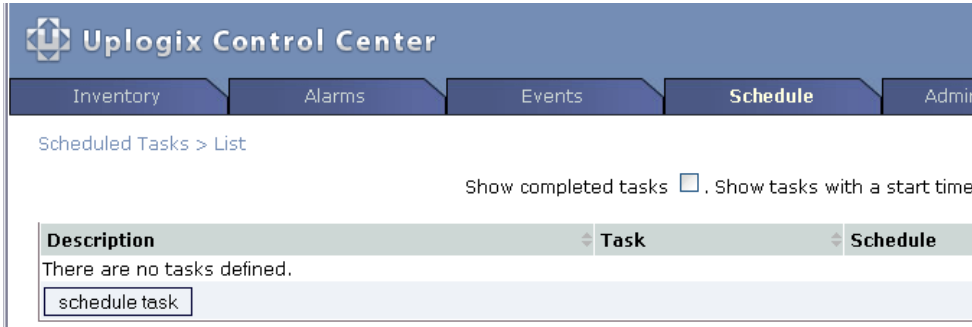 Uplogix Control Center
Inventory Alarms Events Schedule
Scheduled Tasks > List
Show completed tasks . Show tasks with a start time
Description Task Schedule
There are no tasks defined.
schedule task